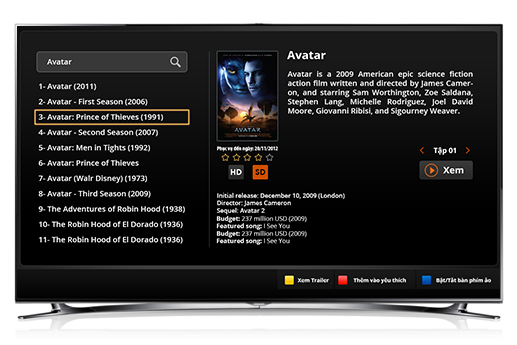 Avatar
1- Avatar (2011)
2- Avatar - First Season (2006)
3- Avatar: Prince of Thieves (1991)
4- Avatar - Second Season (2007)
5- Avatar: Men in Tights (1992)
6- Avatar: Prince of Thieves
7- Avatar (Walr Disney) (1973)
8- Avatar - Third Season (2009)
9- The Adventures of Robin Hood (1938)
10- The Robin Hood of El Dorado (1936)
11- The Robin Hood of El Dorado (1936)
AVATAR
Phục vụ đến ngày: 28/11/2012
HD
SD
Avatar
Avatar is a 2009 American epic science fiction
action film written and directed by James Camer-
on, and starring Sam Worthington, Zoe Saldana,
Stephen Lang, Michelle Rodriguez, Joel David
Moore, Giovanni Ribisi, and Sigourney Weaver.
Tập 01
Xem
Initial release: December 10, 2009 (London)
Director: James Cameron
Sequel: Avatar 2
Budget: 237 million USD (2009)
Featured song: I See You
Budget: 237 million USD (2009)
Featured song: I See You
Xem Trailer
Thêm vào yêu thích
Bật/Tắt bàn phím ảo